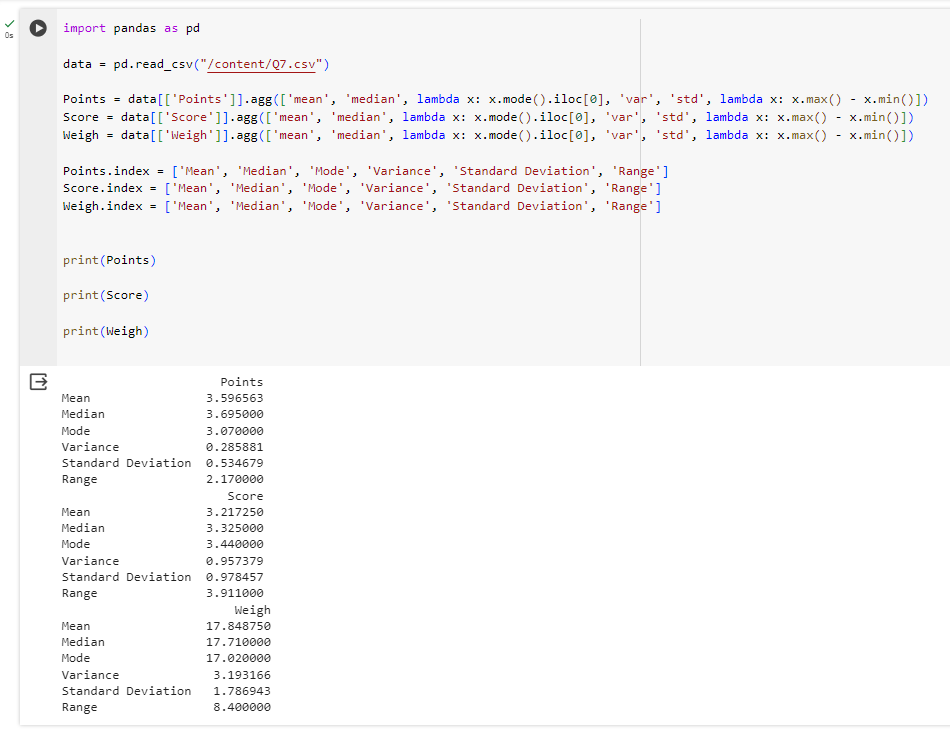 0s
import pandas as pd
data = pd.read_csv("/content/Q7.csv")
Points = data[['Points']].agg(['mean', 'median', lambda x: x.mode().iloc[0], 'var', 'std', lambda x: x.max() - x.min()])
Score = data[['Score']].agg(['mean', 'median', lambda x: x.mode().iloc[0], 'var', 'std', lambda x: x.max() - x.min()])
Weigh = data[['Weigh']].agg(['mean', 'median', lambda x: x.mode().iloc[0], 'var', 'std', lambda x: x.max() - x.min()])
Points.index = ['Mean', 'Median', 'Mode', 'Variance', 'Standard Deviation', 'Range']
Score.index = ['Mean', 'Median', 'Mode', 'Variance', 'Standard Deviation', 'Range']
Weigh.index = ['Mean', 'Median', 'Mode', 'Variance', 'Standard Deviation', 'Range']
print(Points)
print(Score)
print(Weigh)
Points
Mean 3.596563
Median 3.695000
Mode 3.070000
Variance 0.285881
Standard Deviation 0.534679
Range 2.170000
Score
Mean 3.217250
Median 3.325000
Mode 3.440000
Variance 0.957379
Standard Deviation 0.978457
Range 3.911000
Weigh
Mean 17.848750
Median 17.710000
Mode 17.020000
Variance 3.193166
Standard Deviation 1.786943
Range 8.400000